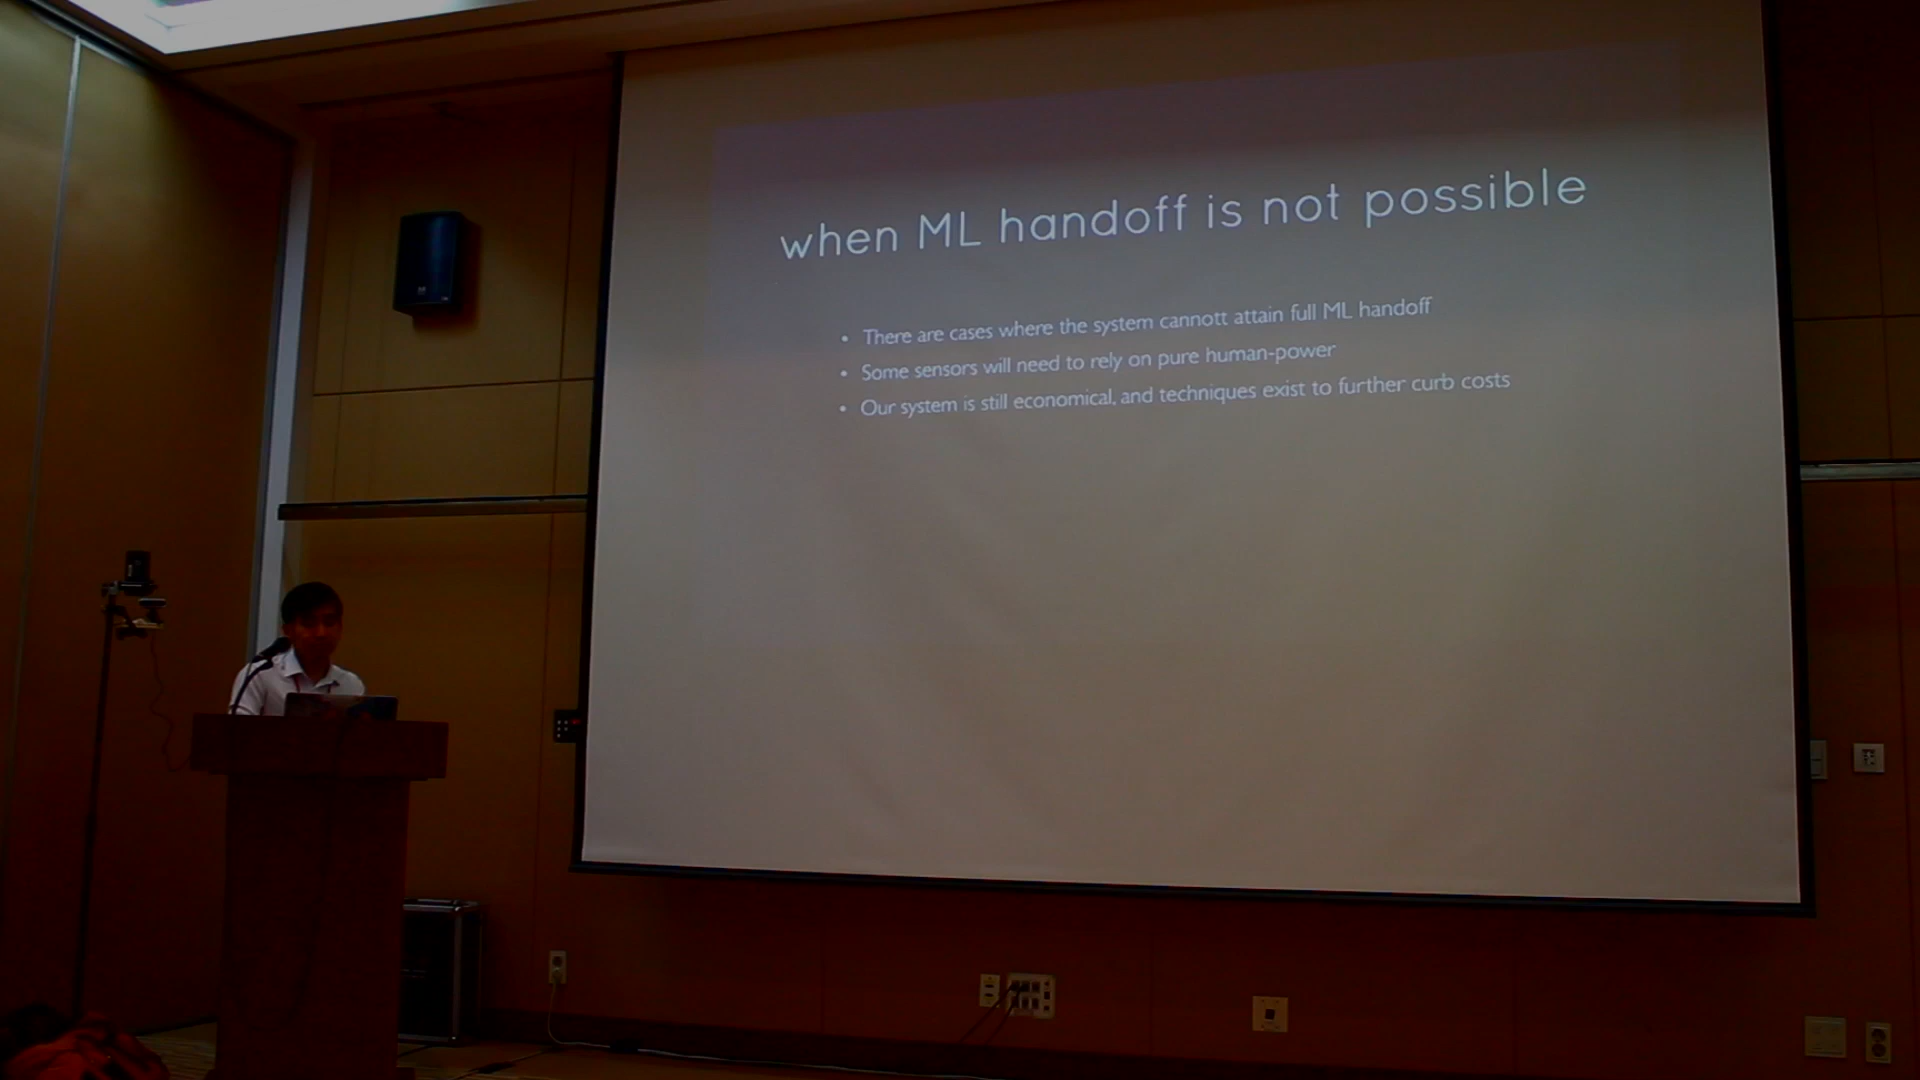 when ML handoff is not possible
• There are cases where the system cannott attain full ML handoff
• Some sensors will need to rely on pure human-power
• Our system is still economical, and techniques exist to further curb costs